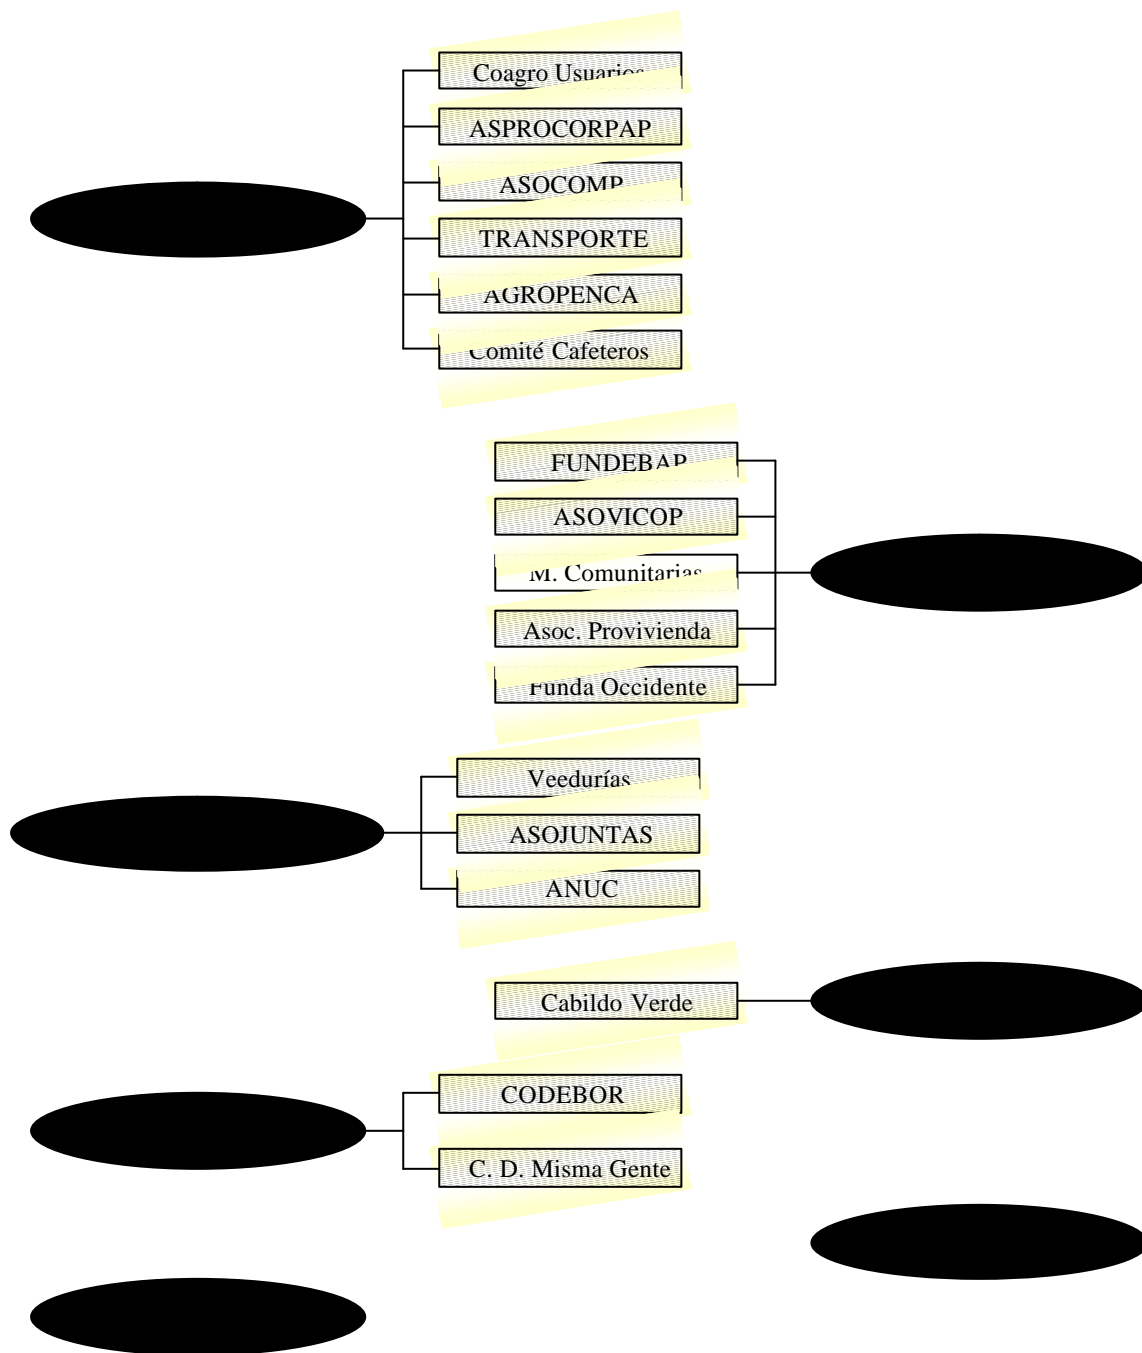 Coagro Usuarios
ASPROCORPAP
ASOCOMP
TRANSPORTE
AGROPENCA
Comité Cafeteros
FUNDEBAP
ASOVICOP
M. Comunitarias
Asoc. Provivienda
Funda Occidente
Veedurías
ASOJUNTAS
ANUC
Cabildo Verde
CODEBOR
C. D. Misma Gente